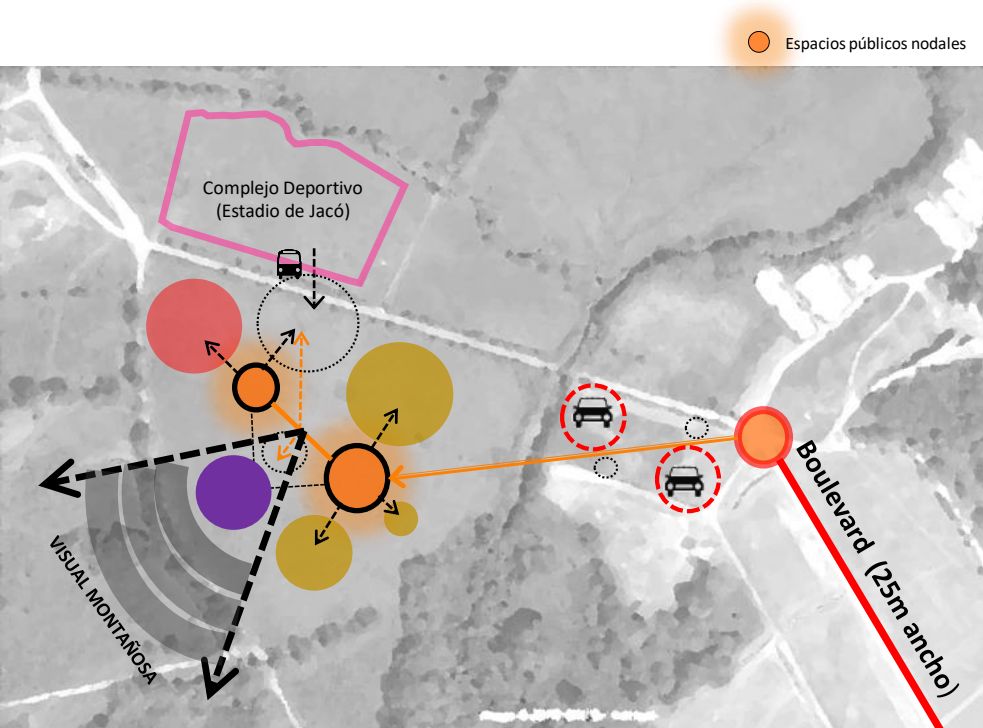 Espacios públicos nodales
Complejo Deportivo
(Estadio de Jacó)
Boulevard (25m ancho)
VISUAL MONTAÑOSA